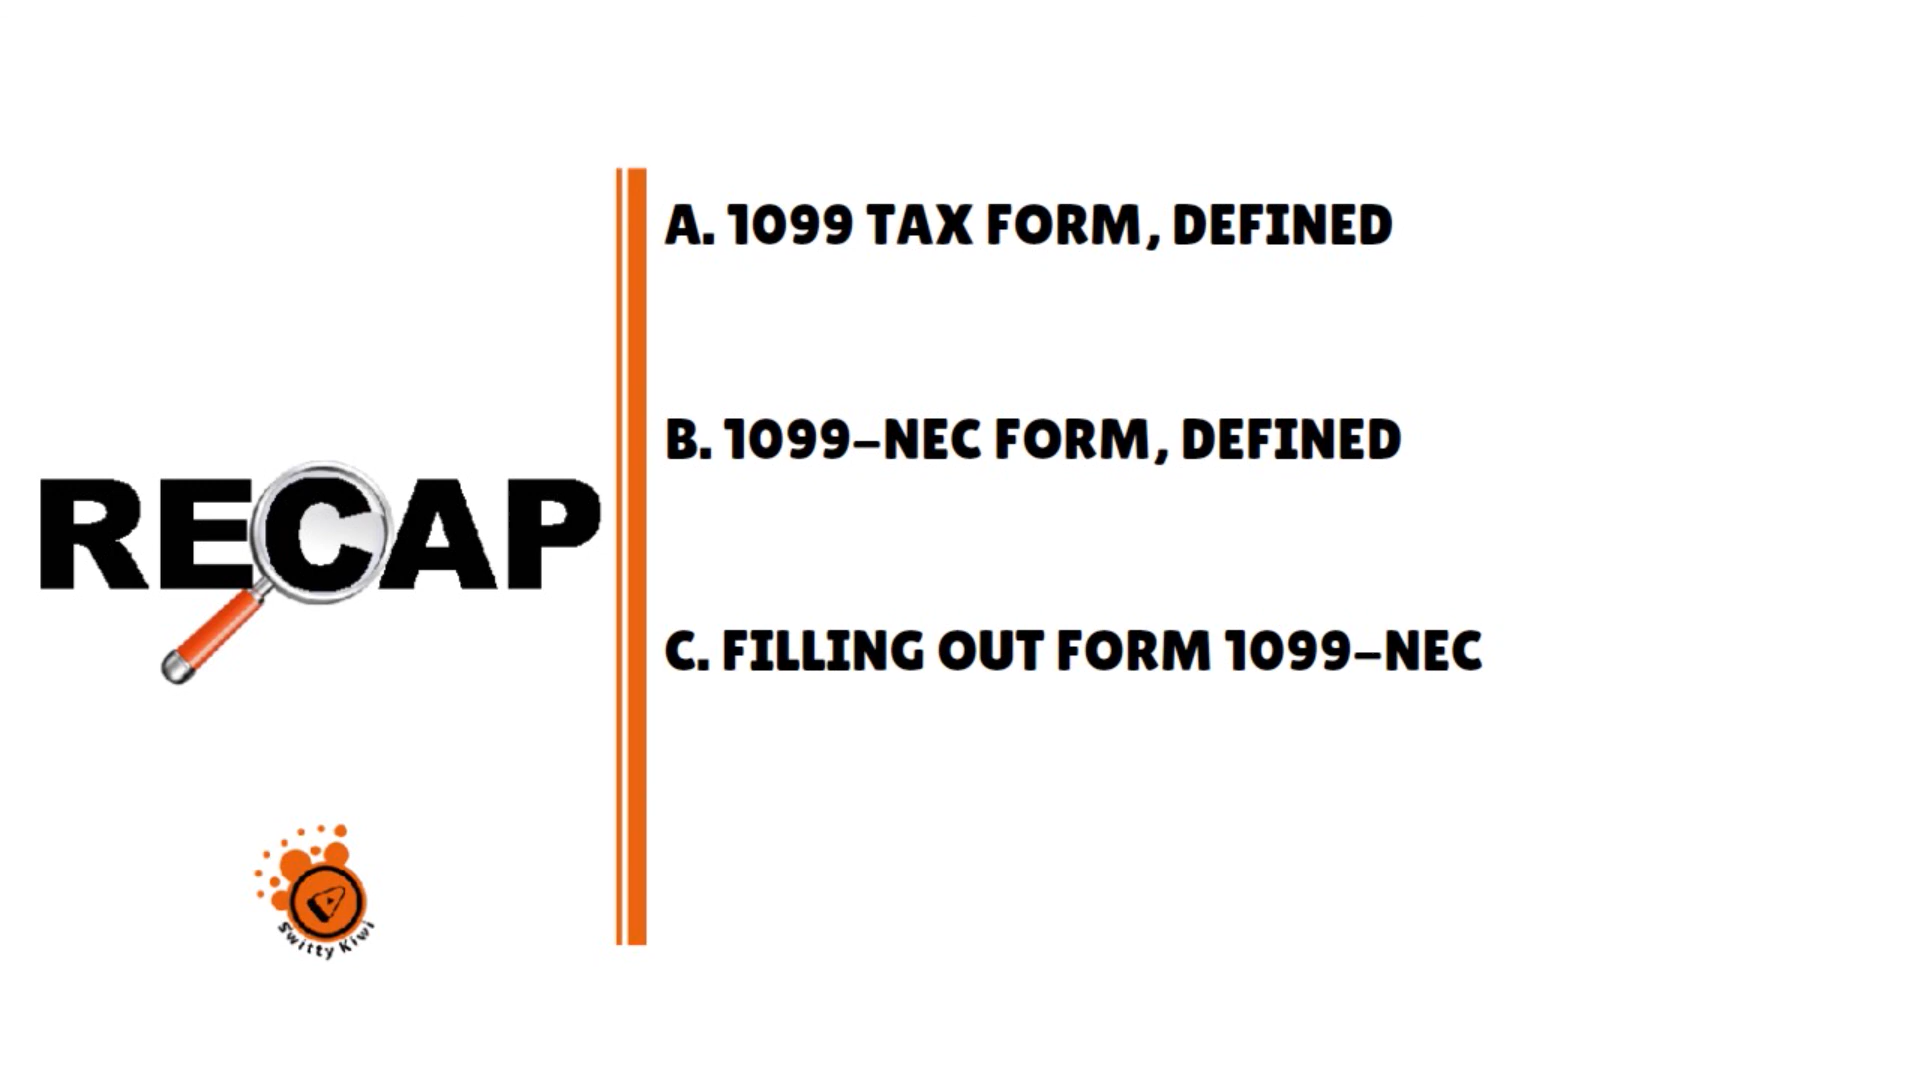 RECAP
Switty Kiwi
A. 1099 TAX FORM, DEFINED
B. 1099-NEC FORM, DEFINED
C. FILLING OUT FORM 1099-NEC